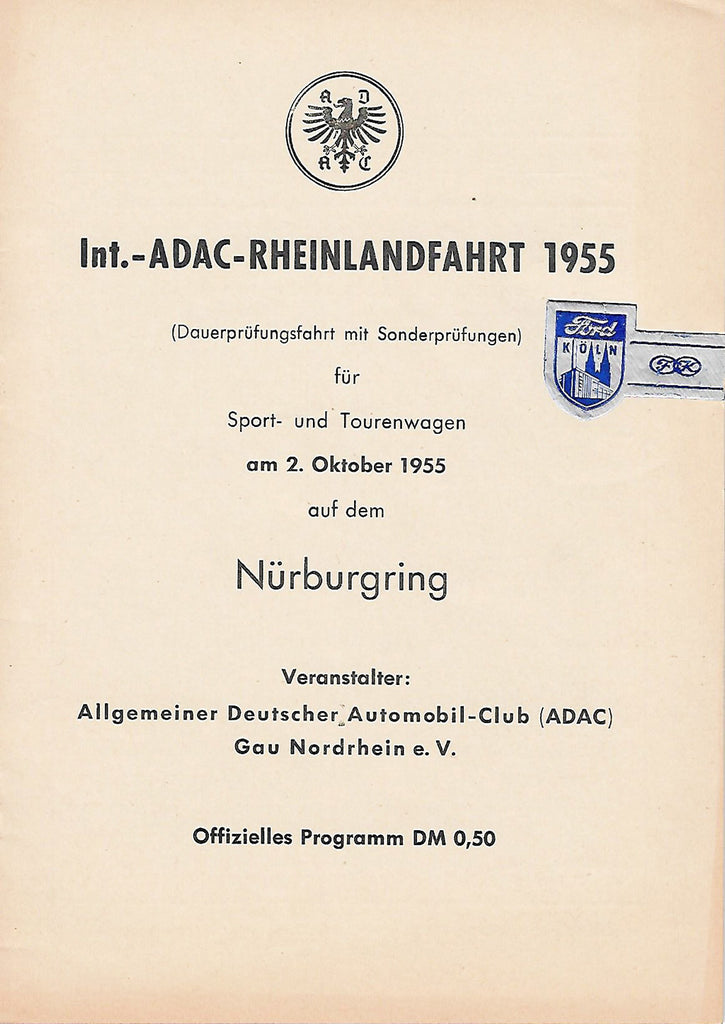 A D
A C
Int.-ADAC-RHEINLANDFAHRT 1955
(Dauerprüfungsfahrt mit Sonderprüfungen)
für
Sport- und Tourenwagen
am 2. Oktober 1955
auf dem
Nürburgring
Ford
KÖLN
FK
Veranstalter:
Allgemeiner Deutscher Automobil-Club (ADAC)
Gau Nordrhein e. V.
Offizielles Programm DM 0,50